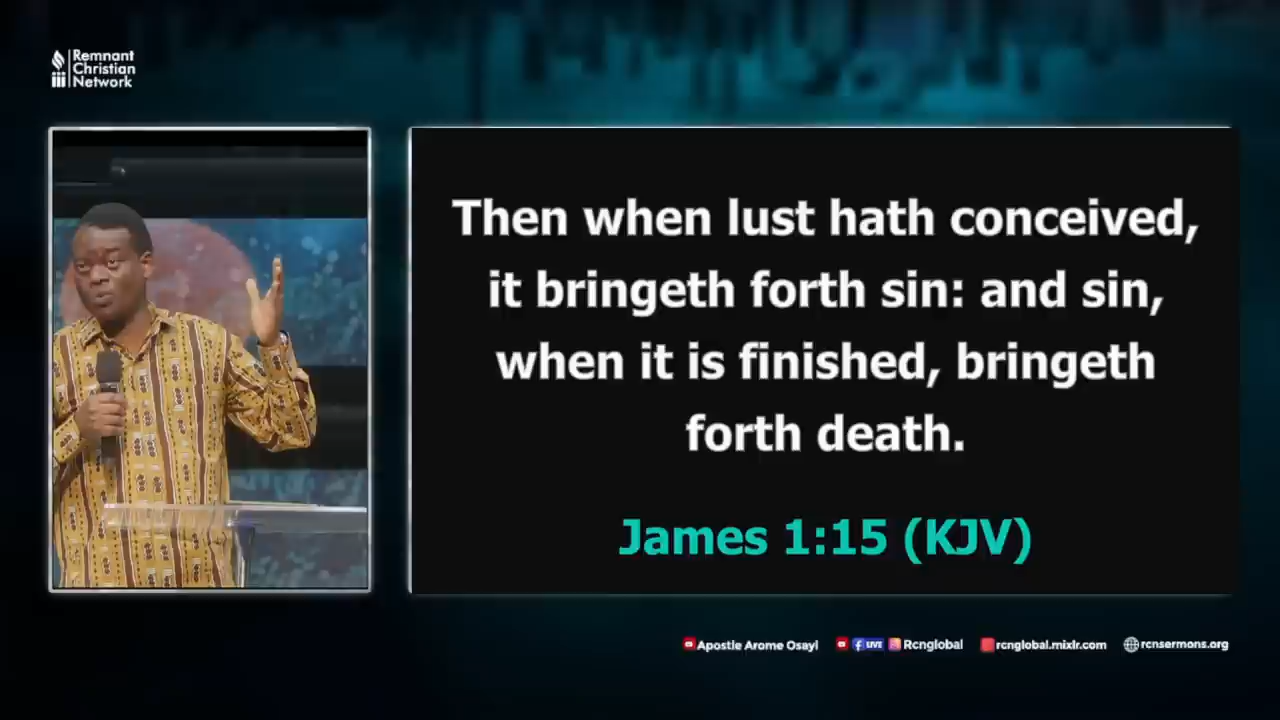 Remnant
Christian
Network
Then when lust hath conceived,
it bringeth forth sin: and sin,
when it is finished, bringeth
forth death.
James 1:15 (KJV)
Apostle Arome Osayi
LIVE Rcnglobal
rcnglobal.mixlr.com
rcnsermons.org